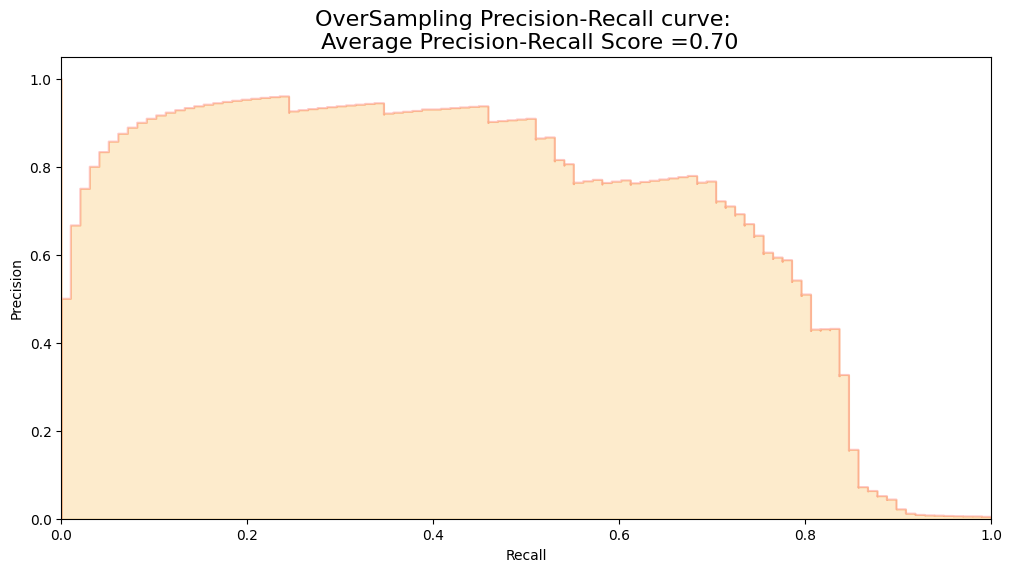 OverSampling Precision-Recall curve:
Average Precision-Recall Score =0.70
1.0
0.8
0.6
0.4
0.2
0.0
Precision
0.0 0.2 0.4 0.6 0.8 1.0
Recall